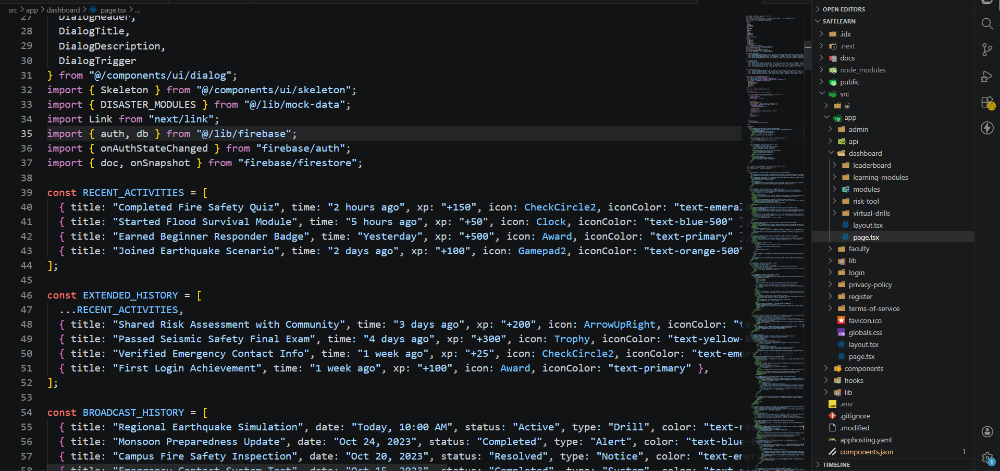 src > app > dashboard > page.tsx > ...
27 DialogHeader,
28 DialogTitle,
29 DialogDescription,
30 DialogTrigger
31 } from "@/components/ui/dialog";
32 import { Skeleton } from "@/components/ui/skeleton";
33 import { DISASTER_MODULES } from "@/lib/mock-data";
34 import Link from "next/link";
35 import { auth, db } from "@/lib/firebase";
36 import { onAuthStateChanged } from "firebase/auth";
37 import { doc, onSnapshot } from "firebase/firestore";
38
39 const RECENT_ACTIVITIES = [
40 { title: "Completed Fire Safety Quiz", time: "2 hours ago", xp: "+150", icon: CheckCircle2, iconColor: "text-emeral
41 { title: "Started Flood Survival Module", time: "5 hours ago", xp: "+50", icon: Clock, iconColor: "text-blue-500" },
42 { title: "Earned Beginner Responder Badge", time: "Yesterday", xp: "+500", icon: Award, iconColor: "text-primary" },
43 { title: "Joined Earthquake Scenario", time: "2 days ago", xp: "+100", icon: Gamepad2, iconColor: "text-orange-500"
44 ];
45
46 const EXTENDED_HISTORY = [
47 ...RECENT_ACTIVITIES,
48 { title: "Shared Risk Assessment with Community", time: "3 days ago", xp: "+200", icon: ArrowUpRight, iconColor: "
49 { title: "Passed Seismic Safety Final Exam", time: "4 days ago", xp: "+300", icon: Trophy, iconColor: "text-yellow-
50 { title: "Verified Emergency Contact Info", time: "1 week ago", xp: "+25", icon: CheckCircle2, iconColor: "text-eme
51 { title: "First Login Achievement", time: "1 week ago", xp: "+100", icon: Award, iconColor: "text-primary" },
52 ];
53
54 const BROADCAST_HISTORY = [
55 { title: "Regional Earthquake Simulation", date: "Today, 10:00 AM", status: "Active", type: "Drill", color: "text-r
56 { title: "Monsoon Preparedness Update", date: "Oct 24, 2023", status: "Completed", type: "Alert", color: "text-blue
57 { title: "Campus Fire Safety Inspection", date: "Oct 20, 2023", status: "Resolved", type: "Notice", color: "text-eme
58 { title: "Emergency Contact System Test", date: "Oct 15, 2023", status: "Completed", type: "System", color:
OPEN EDITORS
SAFELEARN
.idx
.next
docs
node_modules
public
src
ai
app
admin
api
dashboard
leaderboard
learning-modules
modules
risk-tool
virtual-drills
layout.tsx
page.tsx
faculty
lib
login
privacy-policy
register
terms-of-service
favicon.ico
globals.css
layout.tsx
page.tsx
components
hooks
lib
.env
.gitignore
.modified
apphosting.yaml
components.json 1
TIMELINE
1